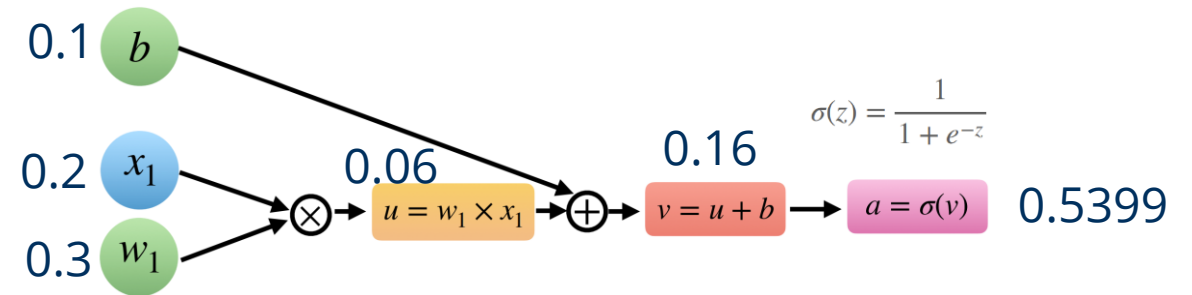 0.1 b
σ(z) = 1 / (1 + e^{-z})
0.2 x₁
0.06
0.16
u = w₁ × x₁
v = u + b
a = σ(v)
0.5399
0.3 w₁
× +